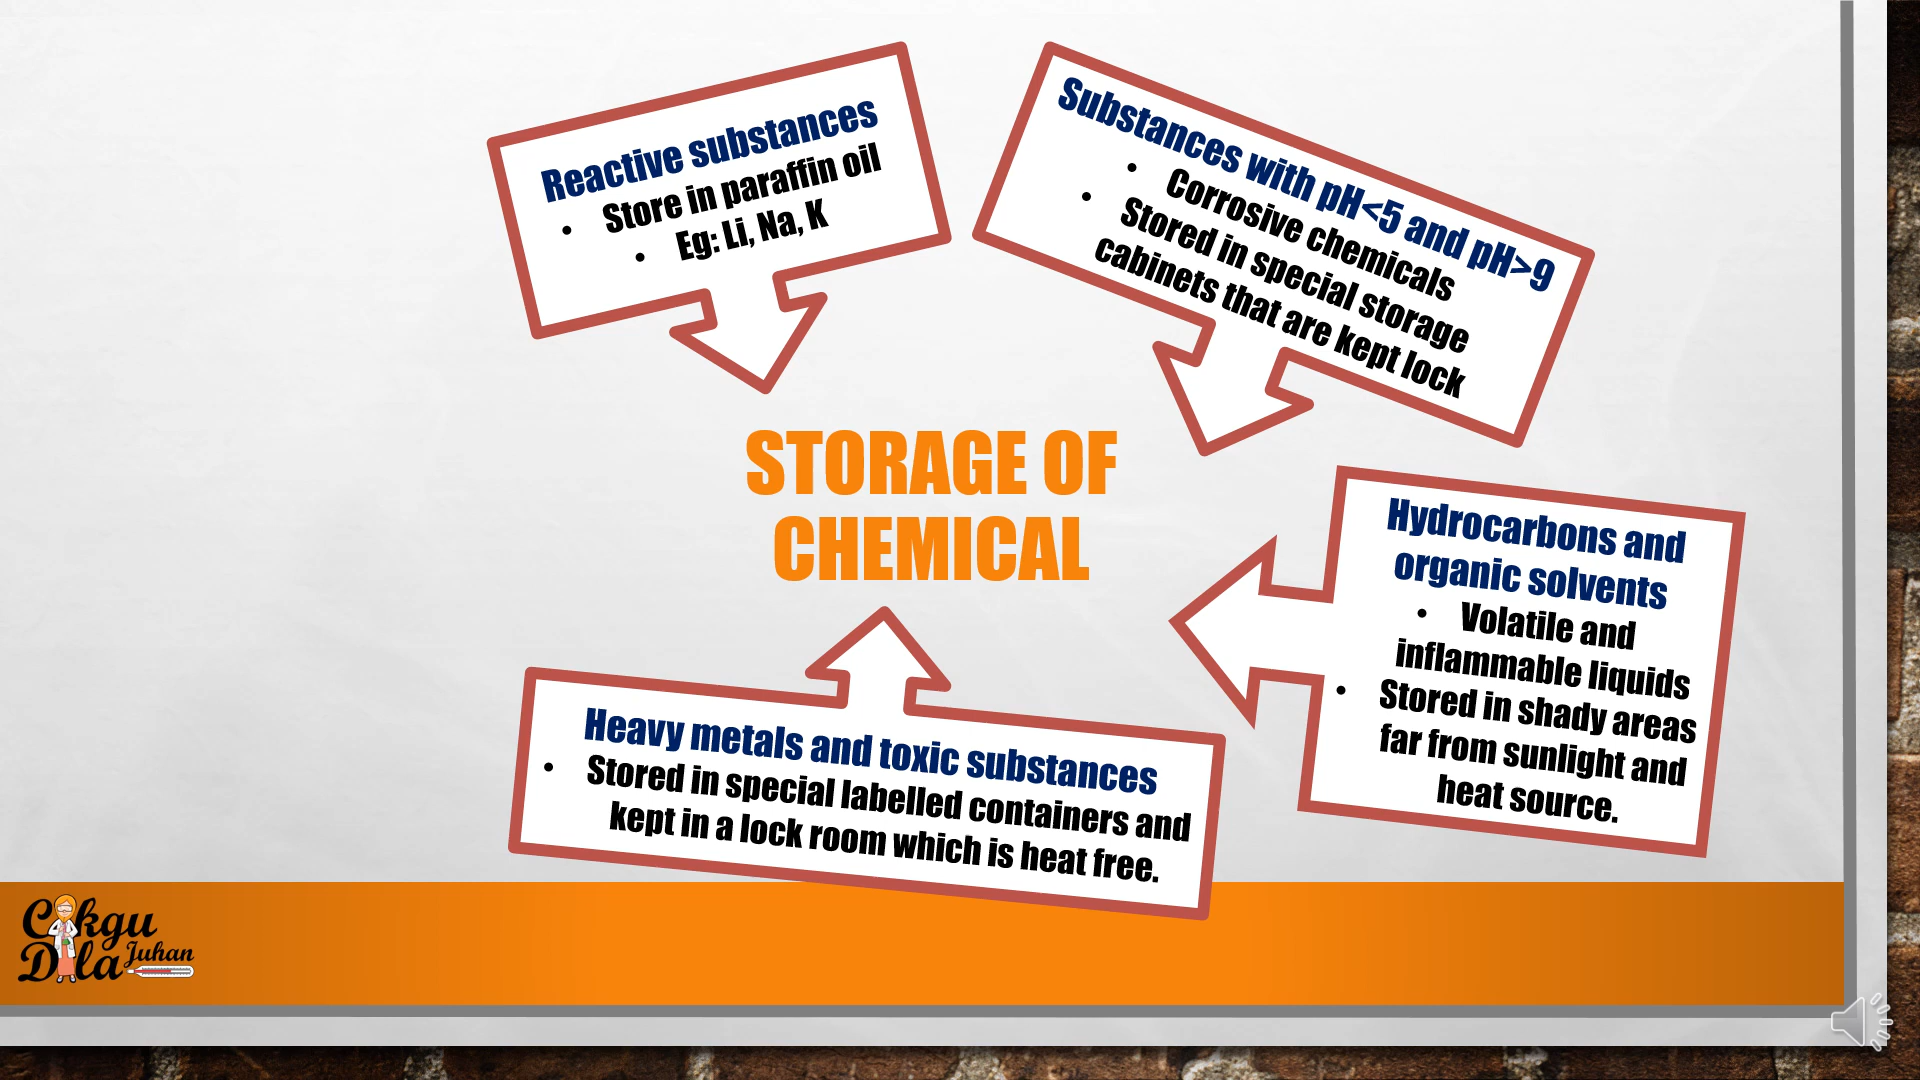 Reactive substances
• Store in paraffin oil
• Eg: Li, Na, K
Substances with pH<5 and pH>9
• Corrosive chemicals
• Stored in special storage
cabinets that are kept lock
STORAGE OF
CHEMICAL
Hydrocarbons and
organic solvents
• Volatile and
inflammable liquids
• Stored in shady areas
far from sunlight and
heat source.
Heavy metals and toxic substances
• Stored in special labelled containers and
kept in a lock room which is heat free.
Cikgu
Dila Juhan